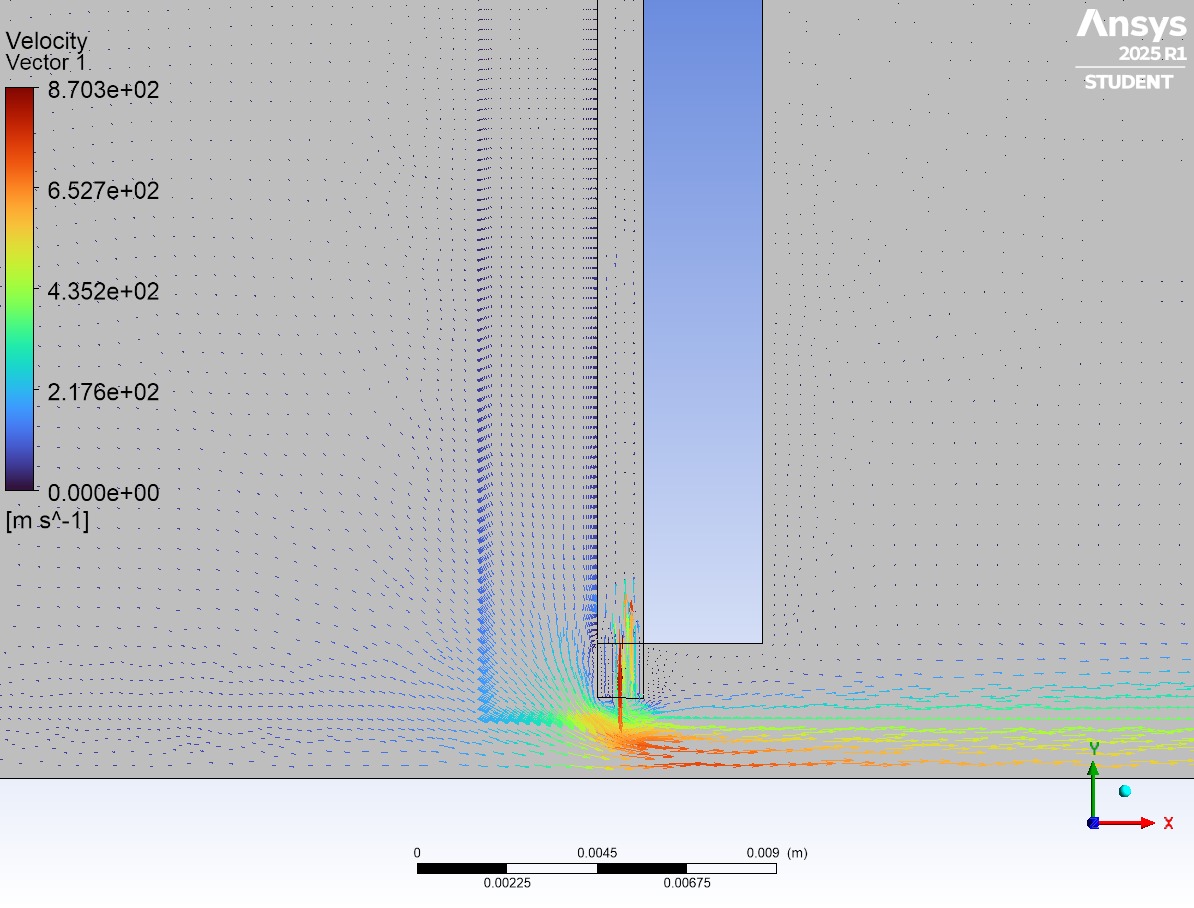 Velocity
Vector 1
8.703e+02
6.527e+02
4.352e+02
2.176e+02
0.000e+00
[m s^-1]
Ansys
2025 R1
STUDENT
Y
X
0 0.0045 0.009 (m)
0.00225 0.00675